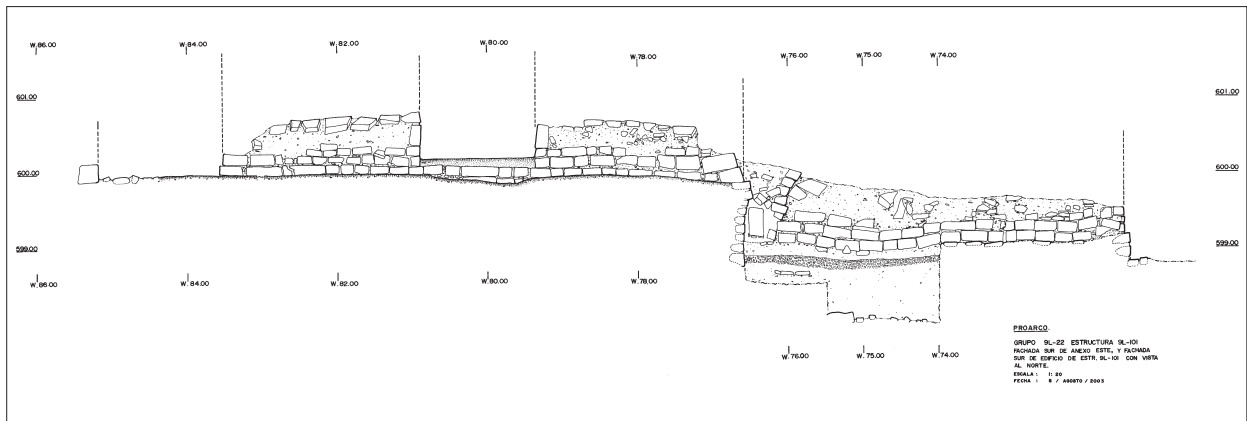 W.86.00 W.84.00 W.82.00 W.80.00 W.78.00 W.76.00 W.75.00 W.74.00
601.00 601.00
600.00 600.00
599.00 599.00
W.86.00 W.84.00 W.82.00 W.80.00 W.78.00
W.76.00 W.75.00 W.74.00
PROARCO.
GRUPO 9L-22 ESTRUCTURA 9L-101
FACHADA SUR DE ANEXO ESTE, Y FACHADA
SUR DE EDIFICIO DE ESTR. 9L-101 CON VISTA
AL NORTE.
ESCALA : 1: 20
FECHA : 8 / AGOSTO / 2003